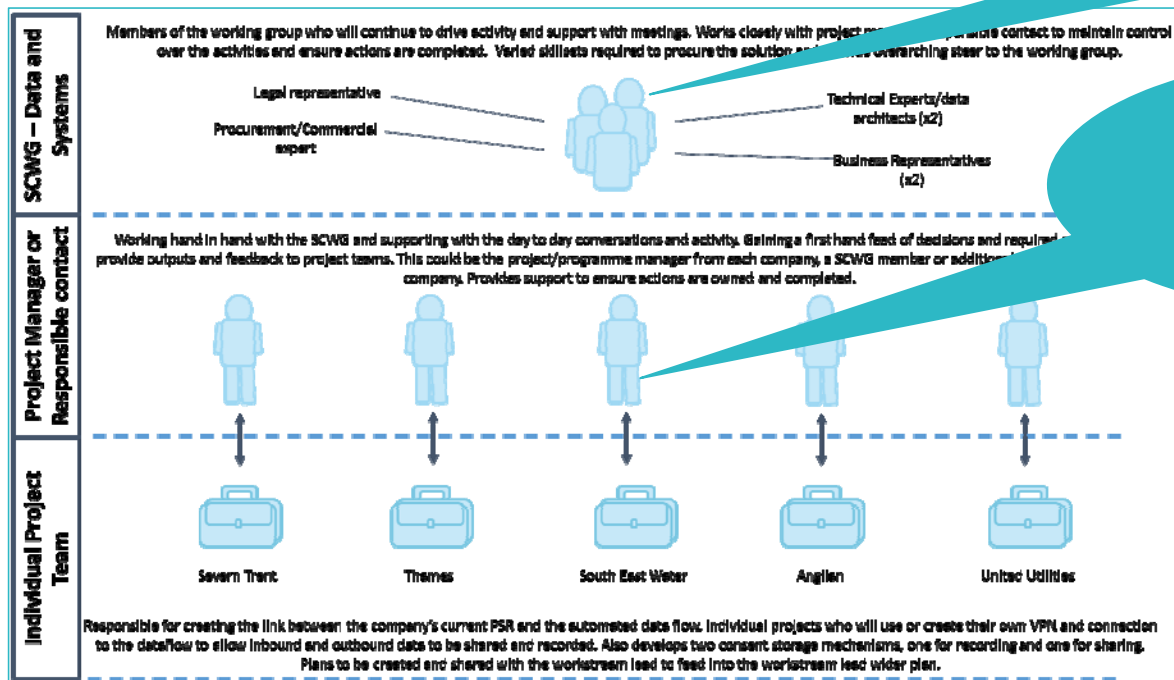 SCWG – Data and
Systems
Members of the working group who will continue to drive activity and support with meetings. Works closely with project contact to maintain control
over the activities and ensure actions are completed. Varied skillsets required to procure the solution overarching steer to the working group.
Legal representative
Procurement/Commercial
expert
Technical Experts/data
architects (x2)
Business Representatives
(x2)
Project Manager or
Responsible contact
Working hand in hand with the SCWG and supporting with the day to day conversations and activity. Gaining a first hand feed of decisions and required
provide outputs and feedback to project teams. This could be the project/programme manager from each company, a SCWG member or additional
company. Provides support to ensure actions are owned and completed.
Individual Project
Team
Severn Trent
Thames
South East Water
Anglian
United Utilities
Responsible for creating the link between the company's current PSR and the automated data flow. Individual projects who will use or create their own VPN and connection
to the dataflow to allow inbound and outbound data to be shared and recorded. Also develops two consent storage mechanisms, one for recording and one for sharing.
Plans to be created and shared with the workstream lead to feed into the workstream lead wider plan.